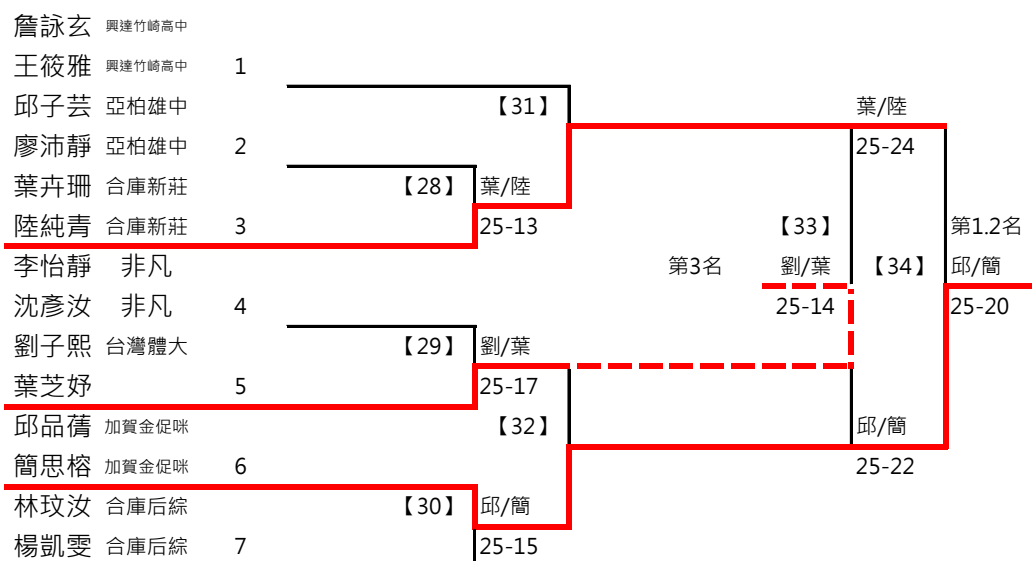 詹詠玄 興達竹崎高中
王筱雅 興達竹崎高中 1
邱子芸 亞柏雄中 【31】 葉/陸
廖沛靜 亞柏雄中 2 25-24
葉卉珊 合庫新莊 【28】 葉/陸
陸純青 合庫新莊 3 25-13 【33】 第1.2名
李怡靜 非凡 第3名 劉/葉 【34】 邱/簡
沈彥汝 非凡 4 25-14 25-20
劉子熙 台灣體大 【29】 劉/葉
葉芝妤 5 25-17
邱品蒨 加賀金促咪 【32】 邱/簡
簡思榕 加賀金促咪 6 25-22
林玟汝 合庫后綜 【30】 邱/簡
楊凱雯 合庫后綜 7 25-15